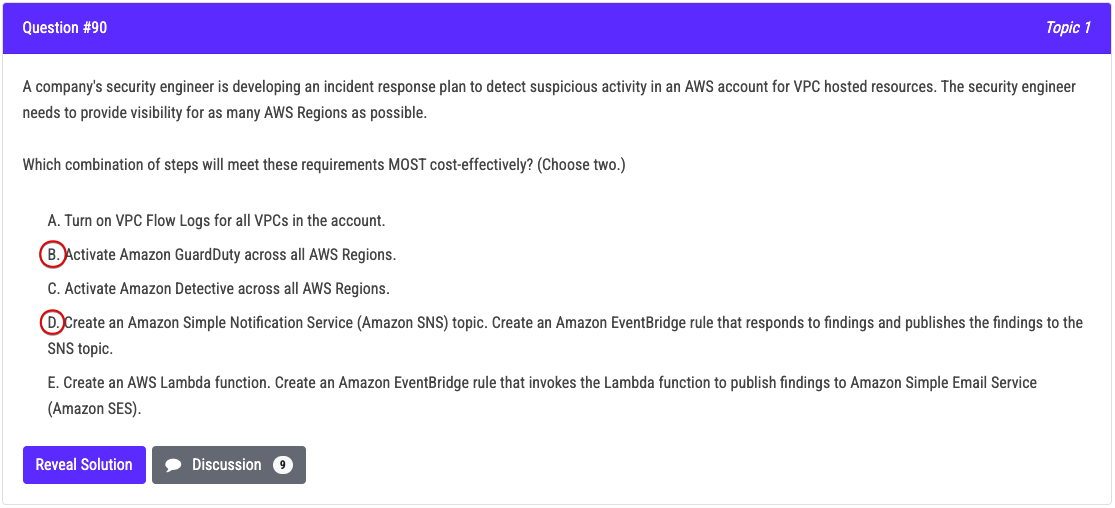 Question #90
Topic 1
A company's security engineer is developing an incident response plan to detect suspicious activity in an AWS account for VPC hosted resources. The security engineer
needs to provide visibility for as many AWS Regions as possible.
Which combination of steps will meet these requirements MOST cost-effectively? (Choose two.)
A. Turn on VPC Flow Logs for all VPCs in the account.
B. Activate Amazon GuardDuty across all AWS Regions.
C. Activate Amazon Detective across all AWS Regions.
D. Create an Amazon Simple Notification Service (Amazon SNS) topic. Create an Amazon EventBridge rule that responds to findings and publishes the findings to the
SNS topic.
E. Create an AWS Lambda function. Create an Amazon EventBridge rule that invokes the Lambda function to publish findings to Amazon Simple Email Service
(Amazon SES).
Reveal Solution
Discussion 9